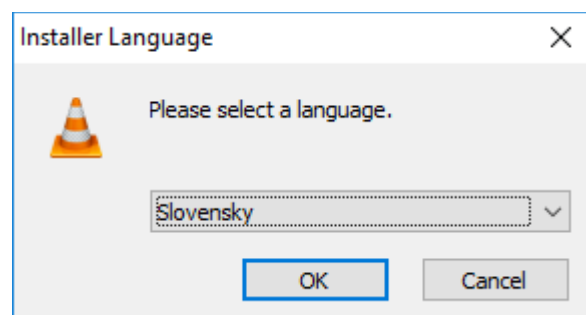 Installer Language
Please select a language.
Slovensky
OK
Cancel